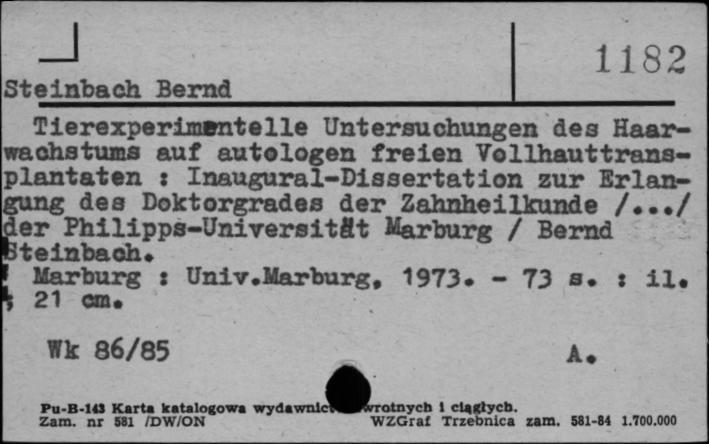 1182
Steinbach Bernd
Tierexperimentelle Untersuchungen des Haar-
wachstums auf autologen freien Vollhauttrans-
plantaten : Inaugural-Dissertation zur Erlan-
gung des Doktorgrades der Zahnheilkunde /.../
der Philipps-Universität Marburg / Bernd
Steinbach.
Marburg : Univ.Marburg, 1973. - 73 s. : il.
; 21 cm.
Wk 86/85 A.
Pu-B-143 Karta katalogowa wrotnych i ciągłych.
Zam. nr 581 /DW/ON WZGraf Trzebnica zam. 581-84 1.700.000